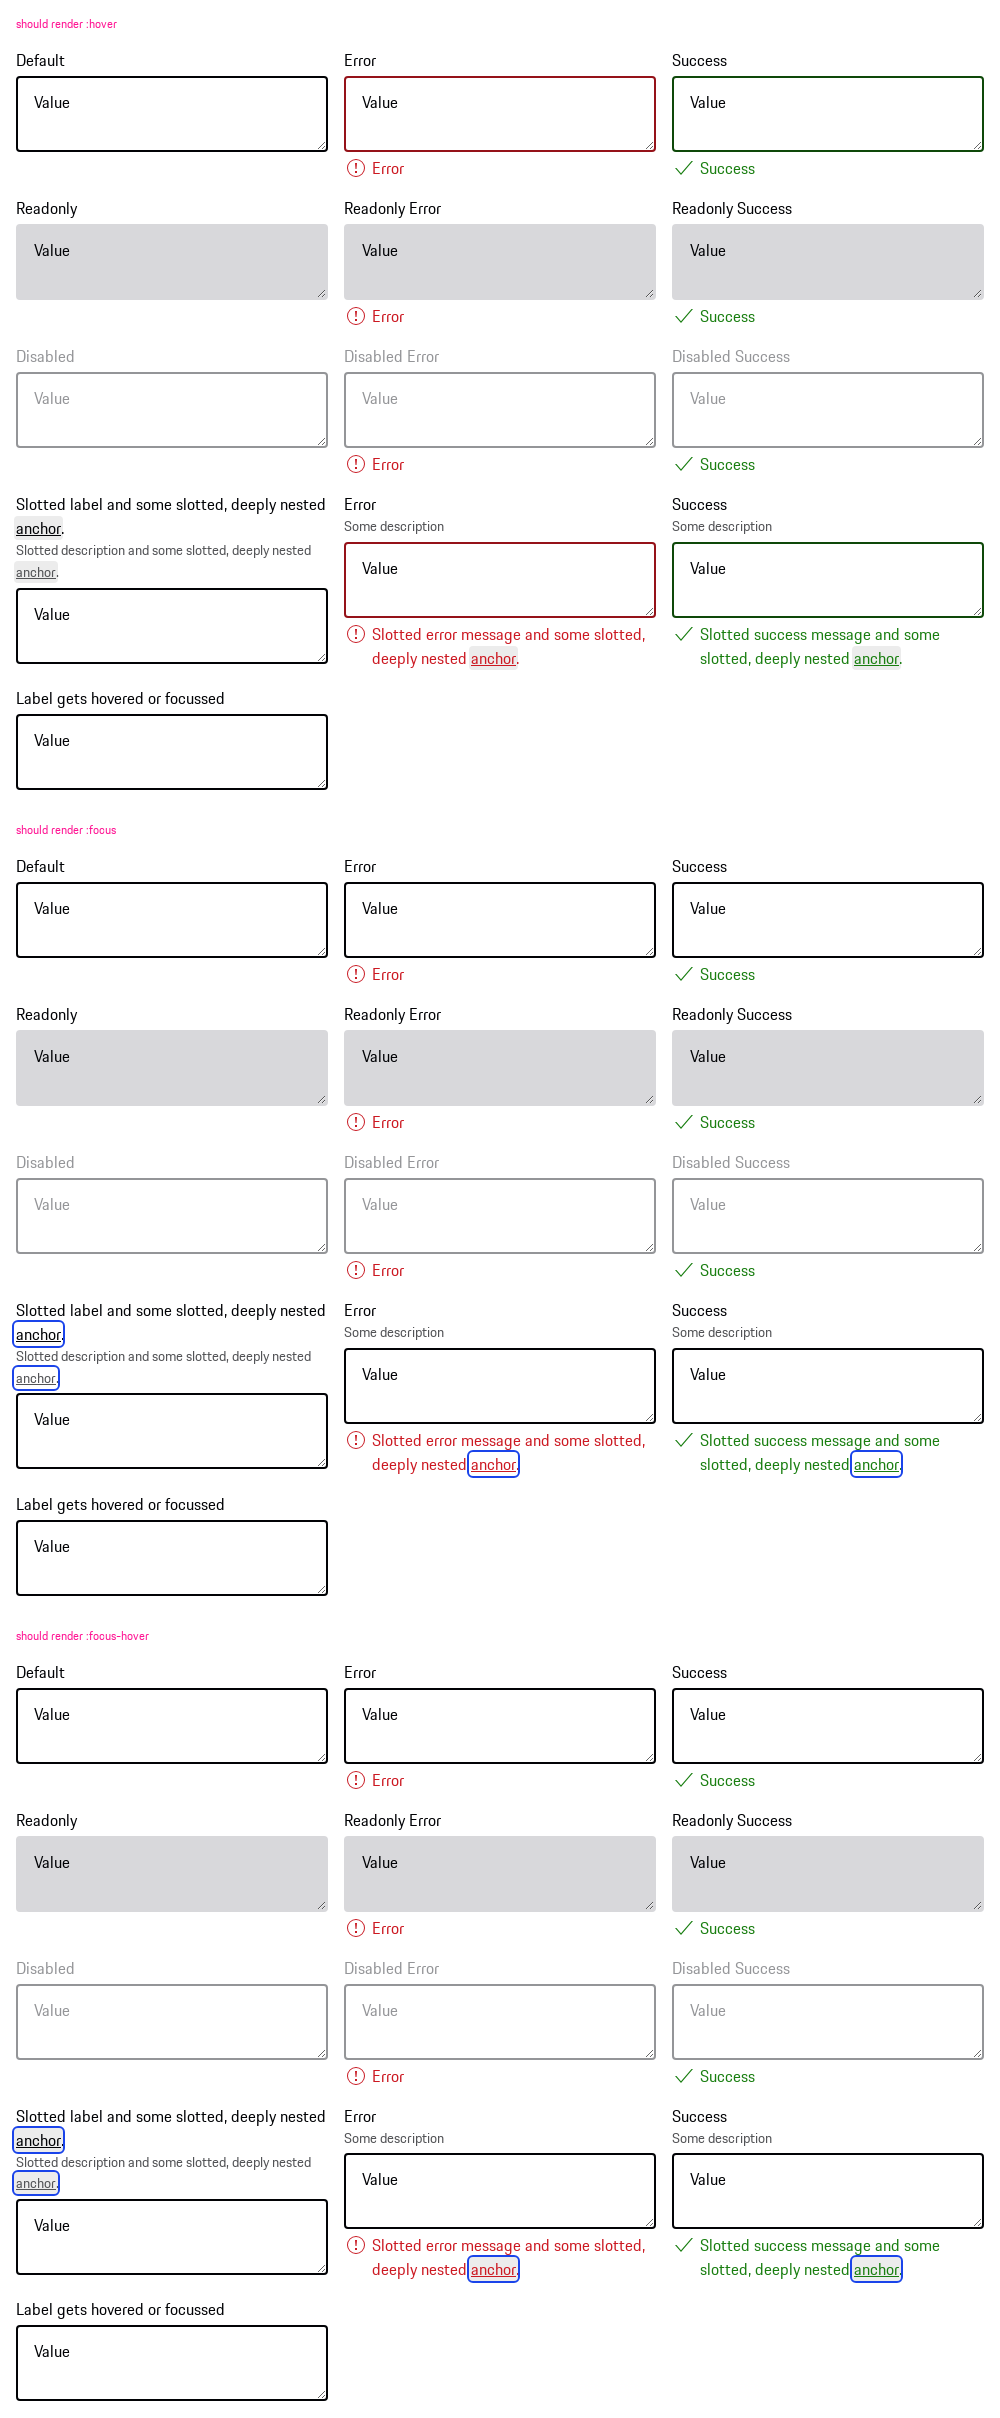 should render :hover
Default
Error
Success
Value
Value
Value
Error
Success
Readonly
Readonly Error
Readonly Success
Value
Value
Value
Error
Success
Disabled
Disabled Error
Disabled Success
Value
Value
Value
Error
Success
Slotted label and some slotted, deeply nested
anchor.
Slotted description and some slotted, deeply nested
anchor.
Value
Error
Some description
Value
Slotted error message and some slotted,
deeply nested anchor.
Success
Some description
Value
Slotted success message and some
slotted, deeply nested anchor.
Label gets hovered or focussed
Value
should render :focus
Default
Error
Success
Value
Value
Value
Error
Success
Readonly
Readonly Error
Readonly Success
Value
Value
Value
Error
Success
Disabled
Disabled Error
Disabled Success
Value
Value
Value
Error
Success
Slotted label and some slotted, deeply nested
anchor.
Slotted description and some slotted, deeply nested
anchor.
Value
Error
Some description
Value
Slotted error message and some slotted,
deeply nested anchor.
Success
Some description
Value
Slotted success message and some
slotted, deeply nested anchor.
Label gets hovered or focussed
Value
should render :focus-hover
Default
Error
Success
Value
Value
Value
Error
Success
Readonly
Readonly Error
Readonly Success
Value
Value
Value
Error
Success
Disabled
Disabled Error
Disabled Success
Value
Value
Value
Error
Success
Slotted label and some slotted, deeply nested
anchor.
Slotted description and some slotted, deeply nested
anchor.
Value
Error
Some description
Value
Slotted error message and some slotted,
deeply nested anchor.
Success
Some description
Value
Slotted success message and some
slotted, deeply nested anchor.
Label gets hovered or focussed
Value